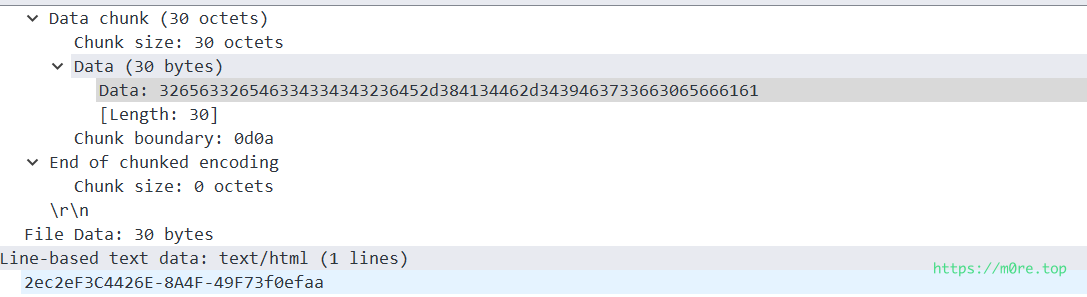 Data chunk (30 octets)
Chunk size: 30 octets
Data (30 bytes)
Data: 326563326546334334343236452d384134462d3439463733663065666161
[Length: 30]
Chunk boundary: 0d0a
End of chunked encoding
Chunk size: 0 octets
\r\n
File Data: 30 bytes
Line-based text data: text/html (1 lines)
2ec2eF3C4426E-8A4F-49F73f0efaa
https://m0re.top